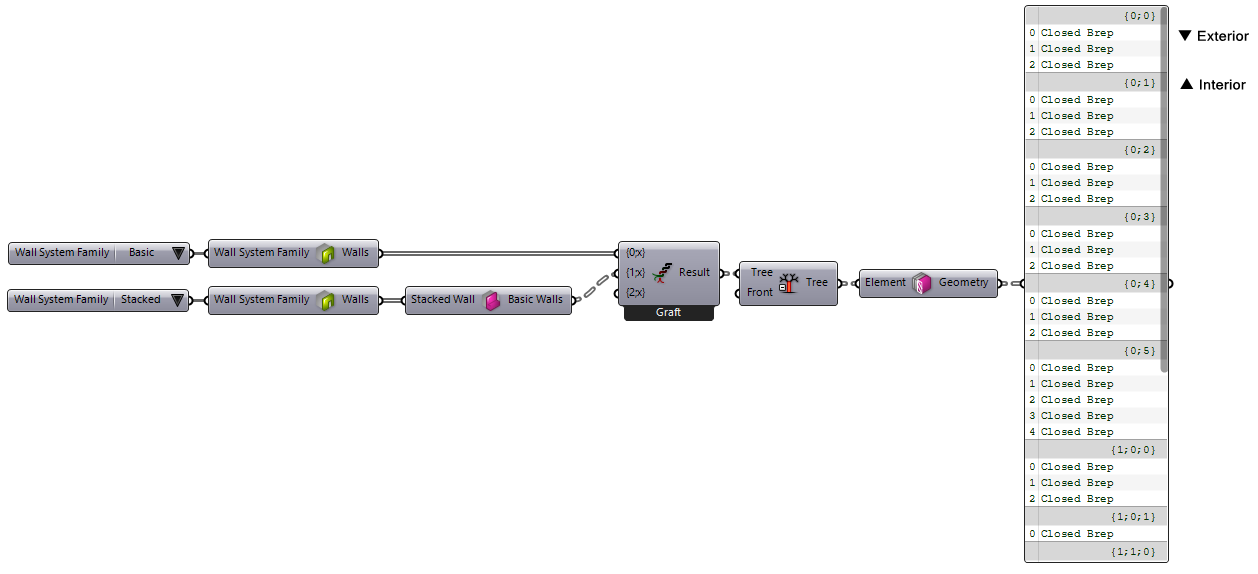 Wall System Family Basic ▼
Wall System Family Walls
Wall System Family Stacked ▼
Wall System Family Walls
Stacked Wall Basic Walls
{0;x}
{1;x} Result
{2;x}
Graft
Tree
Front Tree
Element Geometry
{0;0}
0 Closed Brep
1 Closed Brep
2 Closed Brep
{0;1}
0 Closed Brep
1 Closed Brep
2 Closed Brep
{0;2}
0 Closed Brep
1 Closed Brep
2 Closed Brep
{0;3}
0 Closed Brep
1 Closed Brep
2 Closed Brep
{0;4}
0 Closed Brep
1 Closed Brep
2 Closed Brep
{0;5}
0 Closed Brep
1 Closed Brep
2 Closed Brep
3 Closed Brep
4 Closed Brep
{1;0;0}
0 Closed Brep
1 Closed Brep
2 Closed Brep
{1;0;1}
0 Closed Brep
{1;1;0}
▼ Exterior
▲ Interior